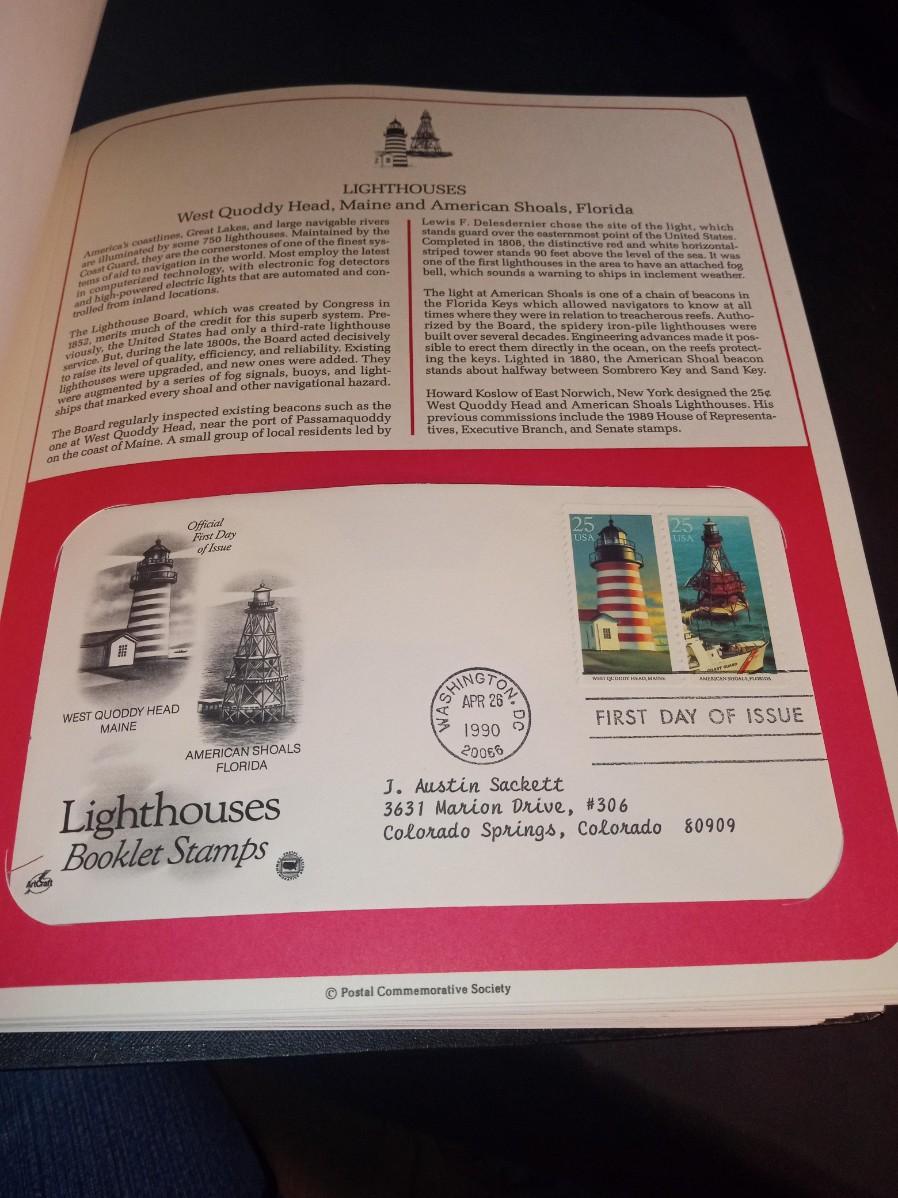 LIGHTHOUSES
West Quoddy Head, Maine and American Shoals, Florida
America's coastlines, Great Lakes, and large navigable rivers
are illuminated by some 750 lighthouses. Maintained by the
Coast Guard, they are the cornerstones of one of the finest sys-
tems of aid to navigation in the world. Most employ the latest
in computerized technology, with electronic fog detectors
and high-powered electric lights that are automated and con-
trolled from inland locations.
The Lighthouse Board, which was created by Congress in
1852, merits much of the credit for this superb system. Pre-
viously, the United States had only a third-rate lighthouse
service. But, during the late 1800s, the Board acted decisively
to raise its level of quality, efficiency, and reliability. Existing
lighthouses were upgraded, and new ones were added. They
were augmented by a series of fog signals, buoys, and light-
ships that marked every shoal and other navigational hazard.
The Board regularly inspected existing beacons such as the
one at West Quoddy Head, near the port of Passamaquoddy
on the coast of Maine. A small group of local residents led by
Lewis F. Delesdernier chose the site of the light, which
stands guard over the easternmost point of the United States.
Completed in 1808, the distinctive red and white horizontal-
striped tower stands 90 feet above the level of the sea. It was
one of the first lighthouses in the area to have an attached fog
bell, which sounds a warning to ships in inclement weather.
The light at American Shoals is one of a chain of beacons in
the Florida Keys which allowed navigators to know at all
times where they were in relation to treacherous reefs. Autho-
rized by the Board, the spidery iron-pile lighthouses were
built over several decades. Engineering advances made it pos-
sible to erect them directly in the ocean, on the reefs protect-
ing the keys. Lighted in 1880, the American Shoal beacon
stands about halfway between Sombrero Key and Sand Key.
Howard Koslow of East Norwich, New York designed the 25¢
West Quoddy Head and American Shoals Lighthouses. His
previous commissions include the 1989 House of Representa-
tives, Executive Branch, and Senate stamps.
Official
First Day
of Issue
WEST QUODDY HEAD
MAINE
AMERICAN SHOALS
FLORIDA
Lighthouses
Booklet Stamps
ArtCraft
25
USA
WEST QUODDY HEAD, MAINE
25
USA
COAST GUARD
AMERICAN SHOALS, FLORIDA
WASHINGTON, DC
APR 26
1990
20066
FIRST DAY OF ISSUE
J. Austin Sackett
3631 Marion Drive, #306
Colorado Springs, Colorado 80909
© Postal Commemorative Society